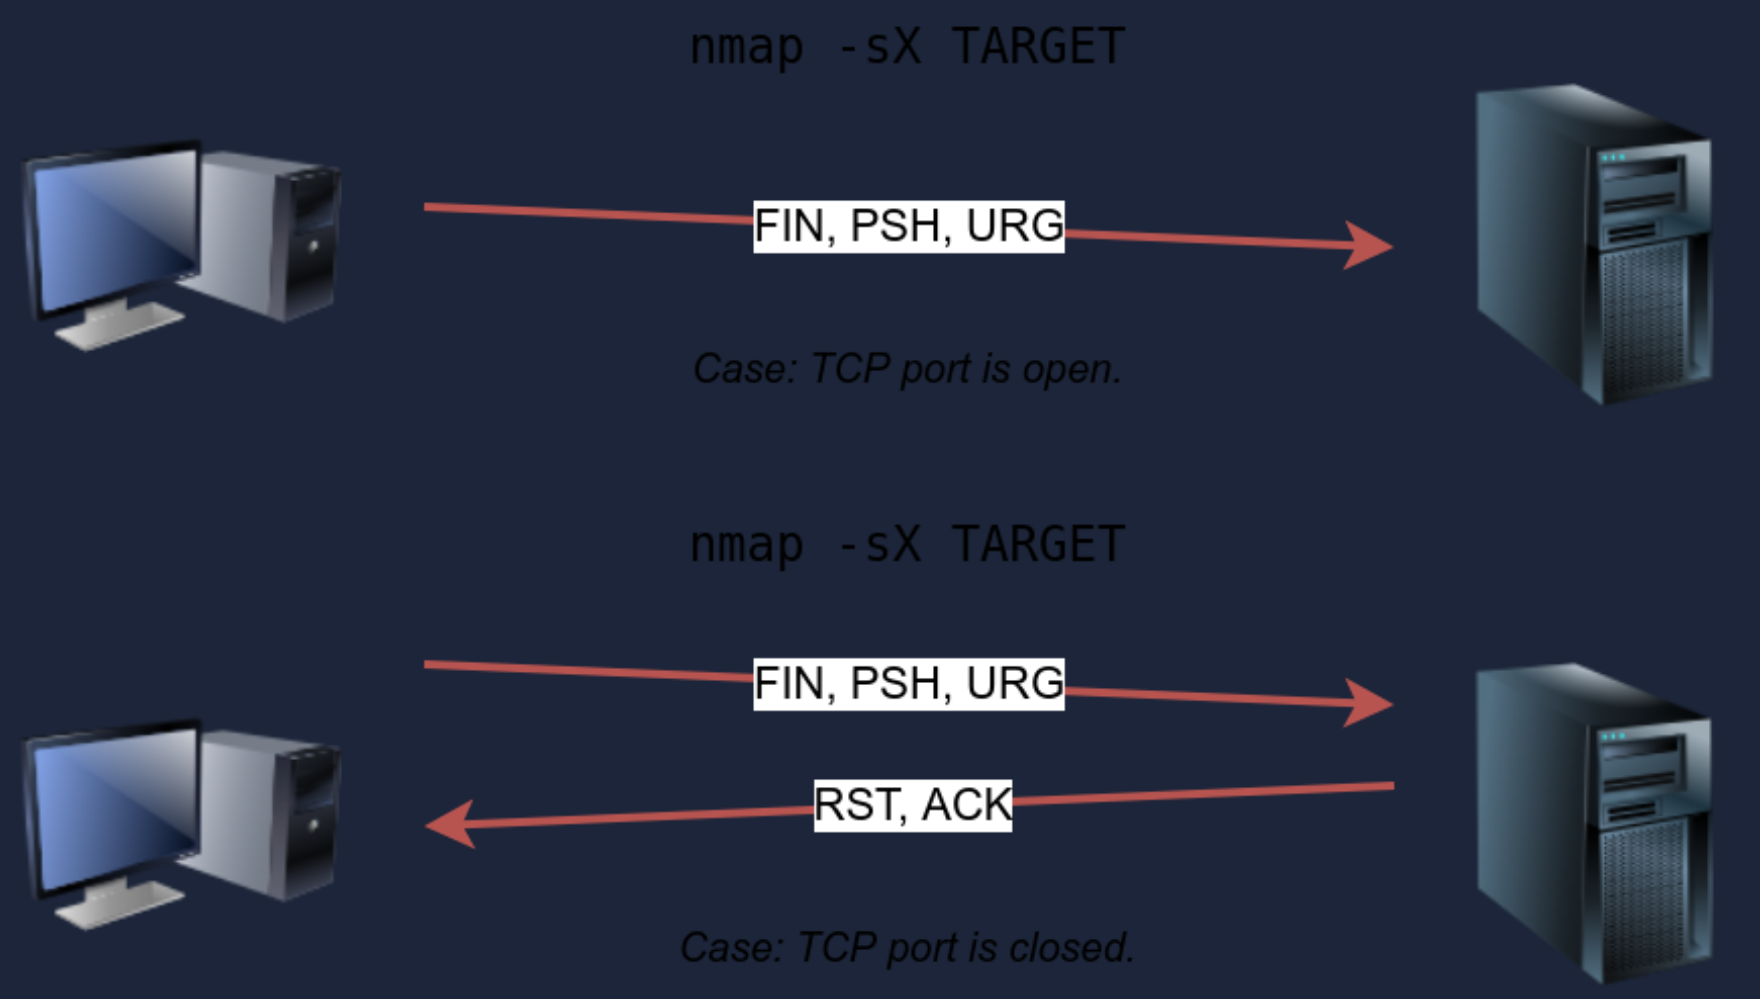 nmap -sX TARGET
FIN, PSH, URG
Case: TCP port is open.
nmap -sX TARGET
FIN, PSH, URG
RST, ACK
Case: TCP port is closed.